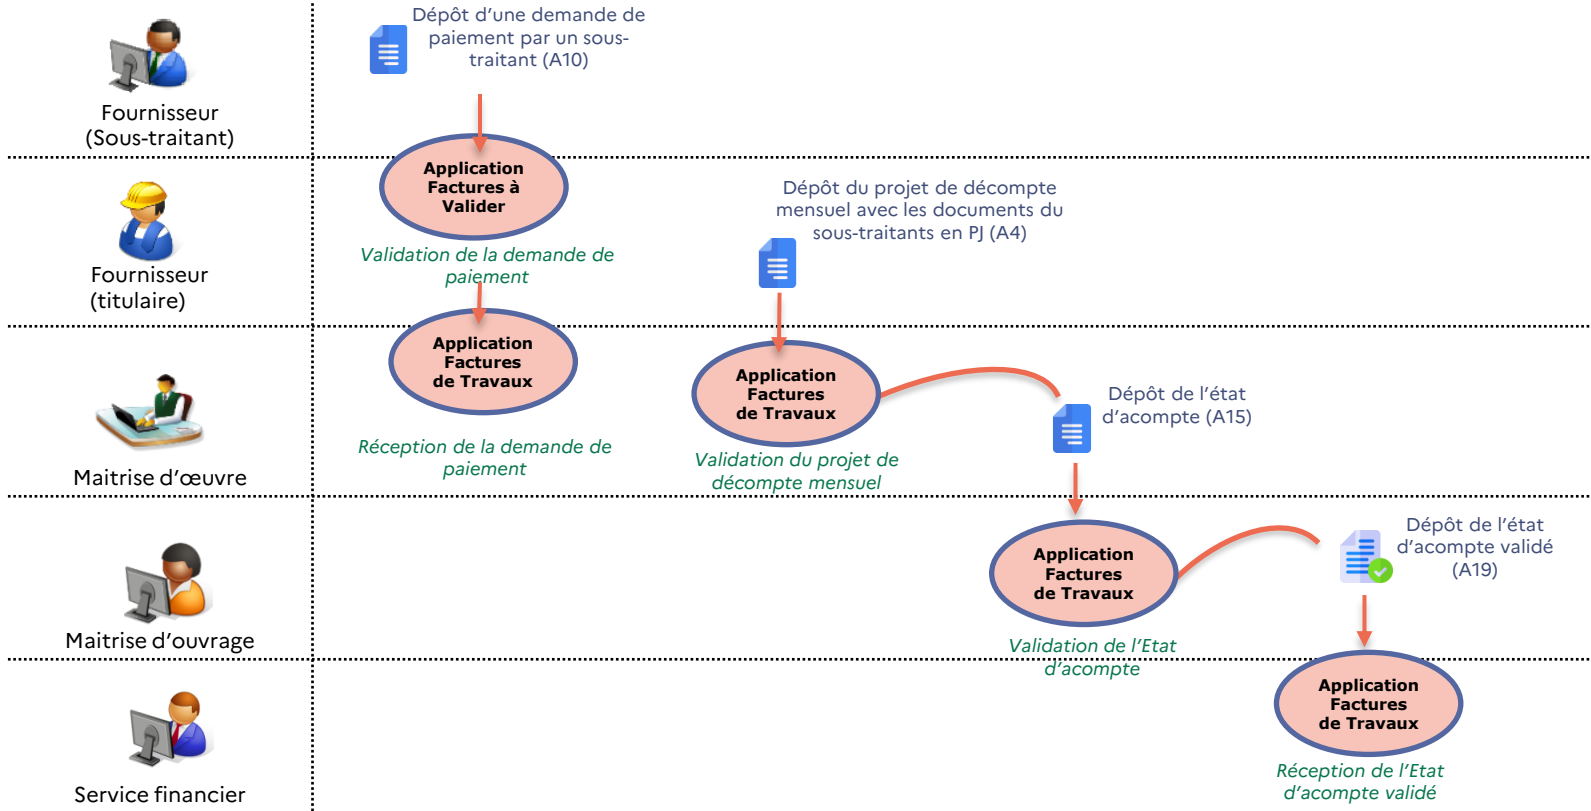 Dépôt d'une demande de
paiement par un sous-
traitant (A10)
Fournisseur
(Sous-traitant)
Application
Factures à
Valider
Validation de la demande de
paiement
Dépôt du projet de décompte
mensuel avec les documents du
sous-traitants en PJ (A4)
Fournisseur
(titulaire)
Application
Factures
de Travaux
Réception de la demande de
paiement
Application
Factures
de Travaux
Validation du projet de
décompte mensuel
Dépôt de l'état
d'acompte (A15)
Maitrise d'œuvre
Application
Factures
de Travaux
Validation de l'Etat
d'acompte
Dépôt de l'état
d'acompte validé
(A19)
Maitrise d'ouvrage
Application
Factures
de Travaux
Réception de l'Etat
d'acompte validé
Service financier